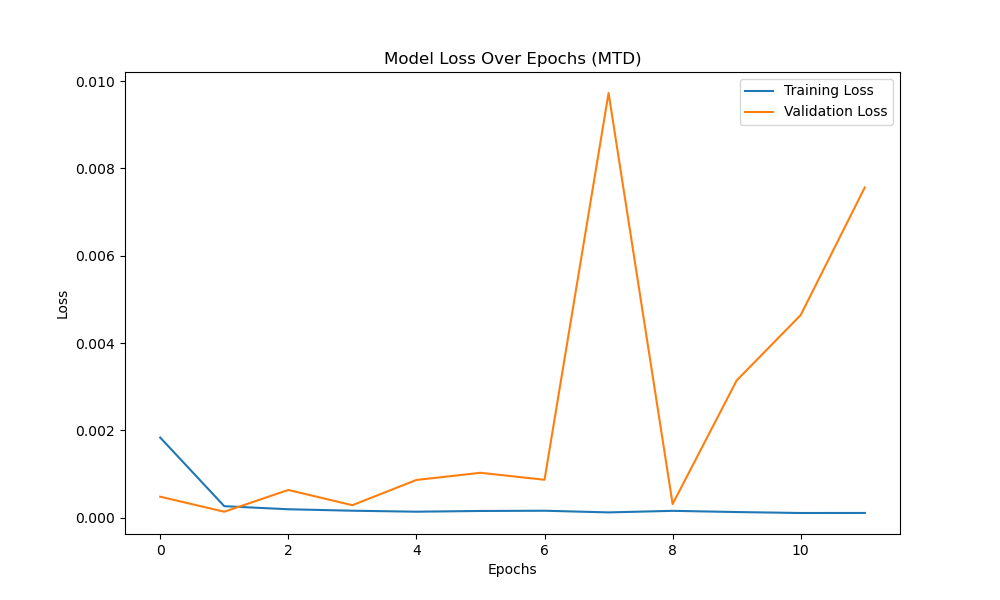 Model Loss Over Epochs (MTD)
Training Loss
Validation Loss
0.010
0.008
0.006
0.004
0.002
0.000
Loss
0 2 4 6 8 10
Epochs